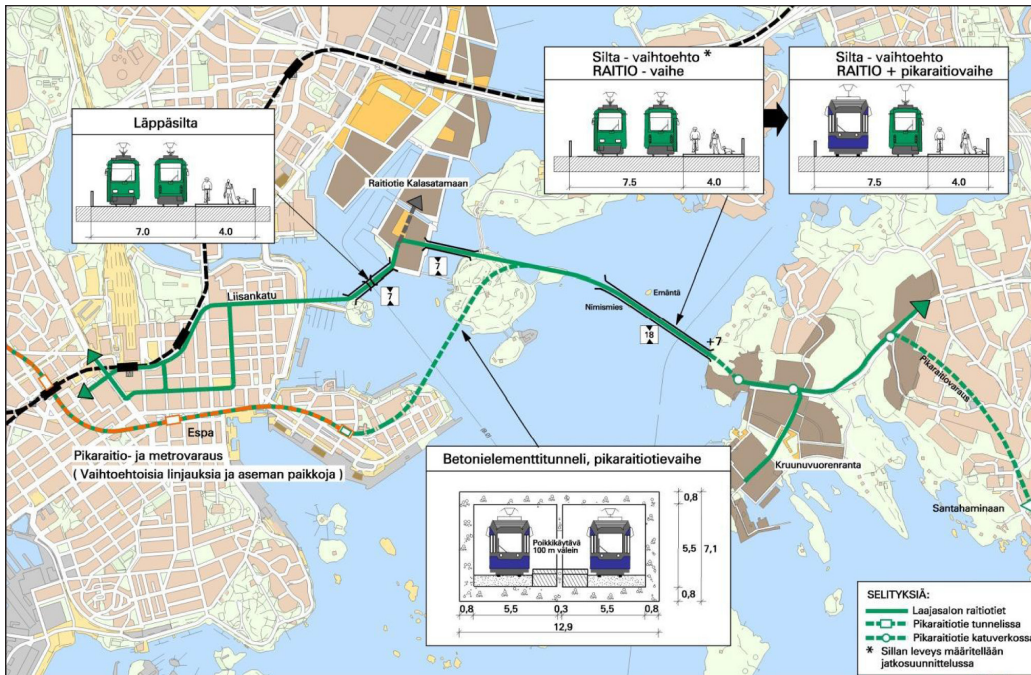 Silta - vaihtoehto *
RAITIO - vaihe
7.5
4.0
Silta - vaihtoehto
RAITIO + pikaraitiovaihe
7.5
4.0
Läppäsilta
7.0
4.0
Raitiotie Kalasatamaan
7
7
Liisankatu
Emäntä
Nimismies
18
+7
Pikaraitiovaraus
Espa
Pikaraitio- ja metrovaraus
( Vaihtoehtoisia linjauksia ja aseman paikkoja )
Kruunuvuorenranta
Santahaminaan
Betonielementtitunneli, pikaraitiotievaihe
Poikkikäytävä
100 m välein
0,8
5,5
7,1
0,8
0,8
5,5
0,3
5,5
0,8
12,9
SELITYKSIÄ:
Laajasalon raitiotiet
Pikaraitiotie tunnelissa
Pikaraitiotie katuverkossa
* Sillan leveys määritellään
jatkosuunnittelussa